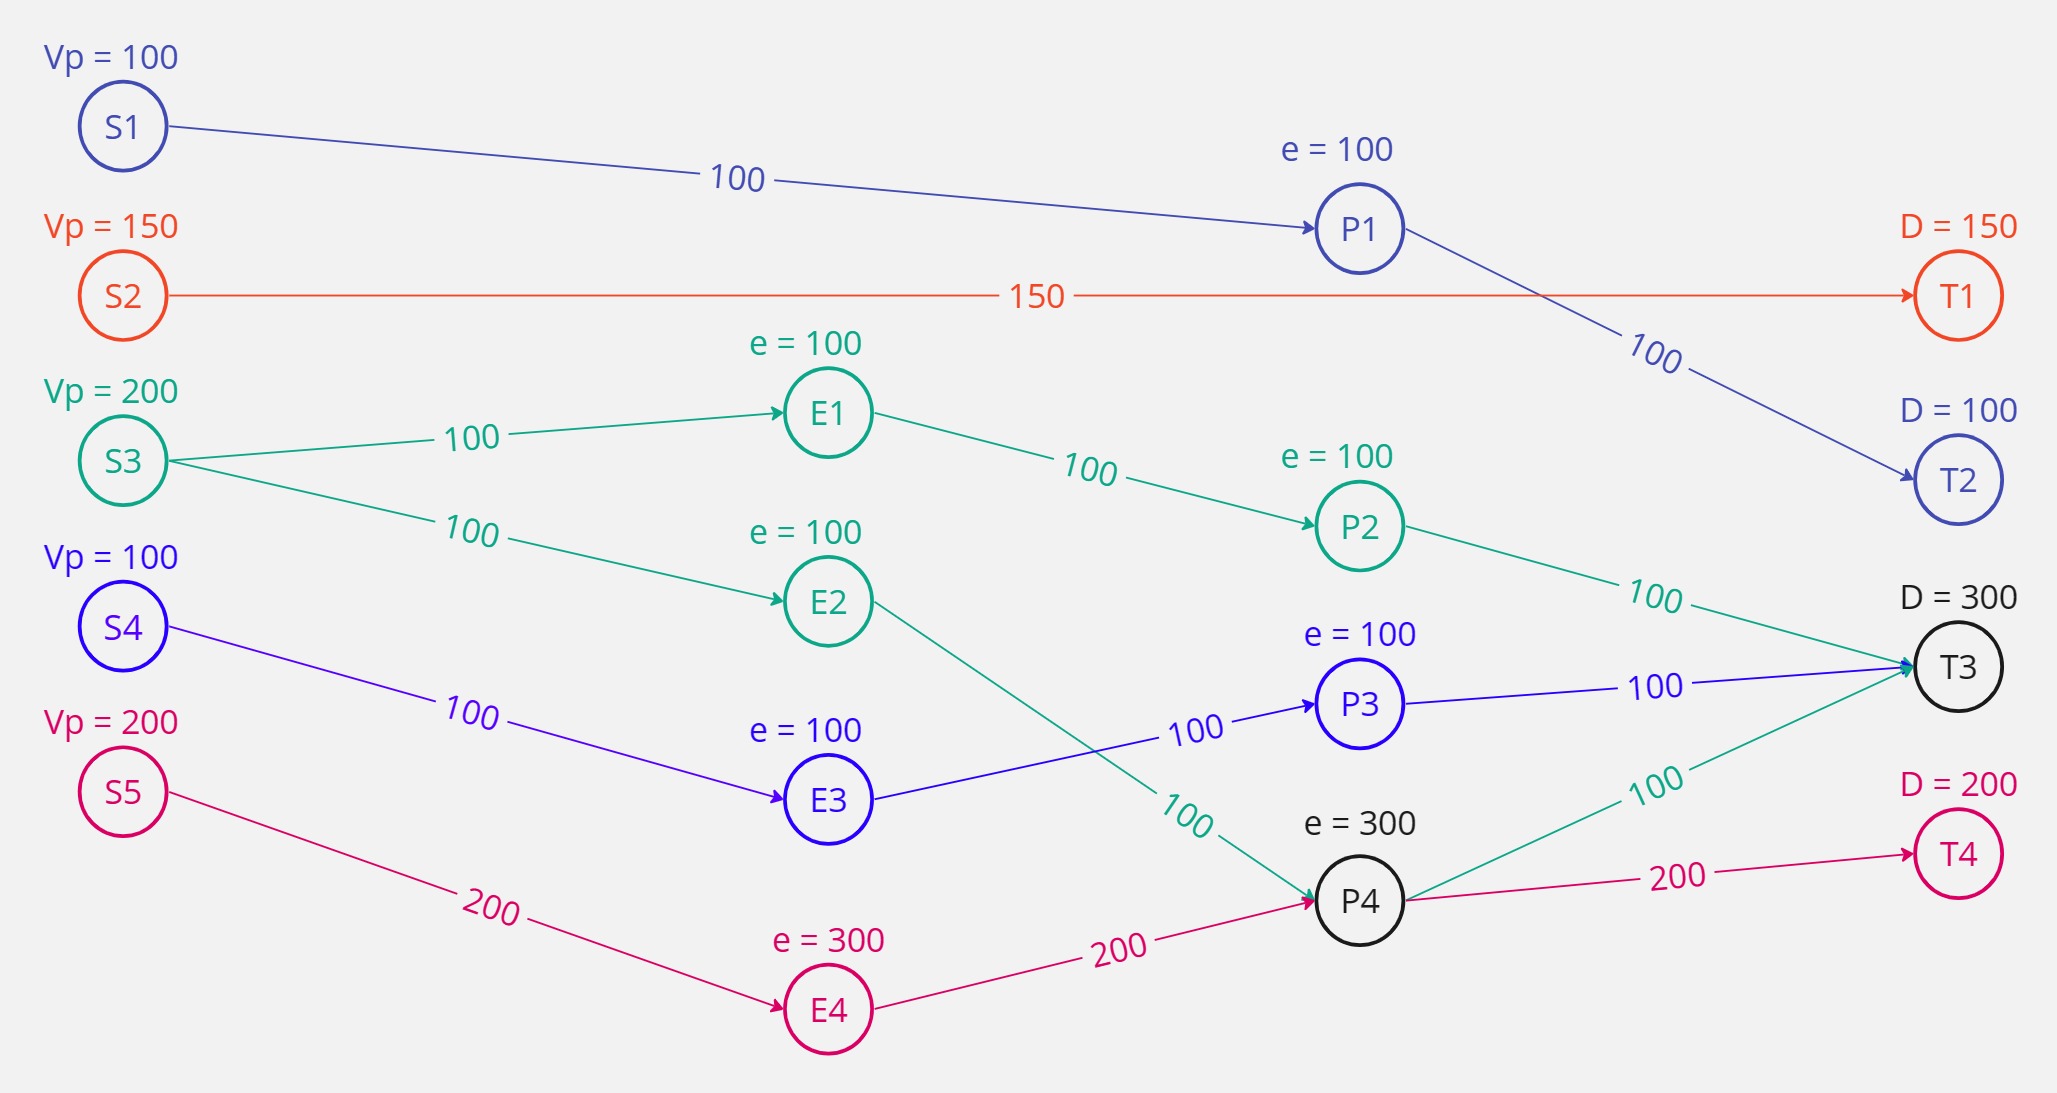 Vp = 100
S1
100
e = 100
P1
Vp = 150
S2
150
D = 150
T1
100
e = 100
E1
Vp = 200
S3
100
100
e = 100
P2
D = 100
T2
100
e = 100
E2
100
D = 300
T3
Vp = 100
S4
100
e = 100
E3
100
e = 100
P3
100
100
100
e = 300
P4
Vp = 200
S5
200
e = 300
E4
200
200
D = 200
T4